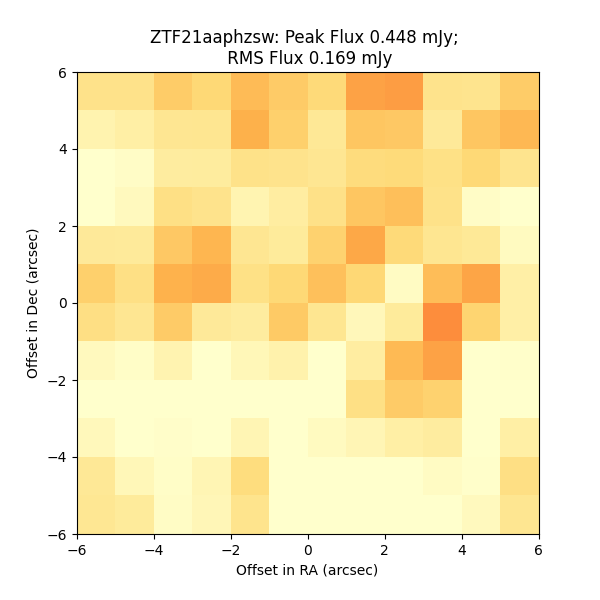 ZTF21aaphzsw: Peak Flux 0.448 mJy;
RMS Flux 0.169 mJy
6
4
2
0
−2
−4
−6
Offset in Dec (arcsec)
−6 −4 −2 0 2 4 6
Offset in RA (arcsec)